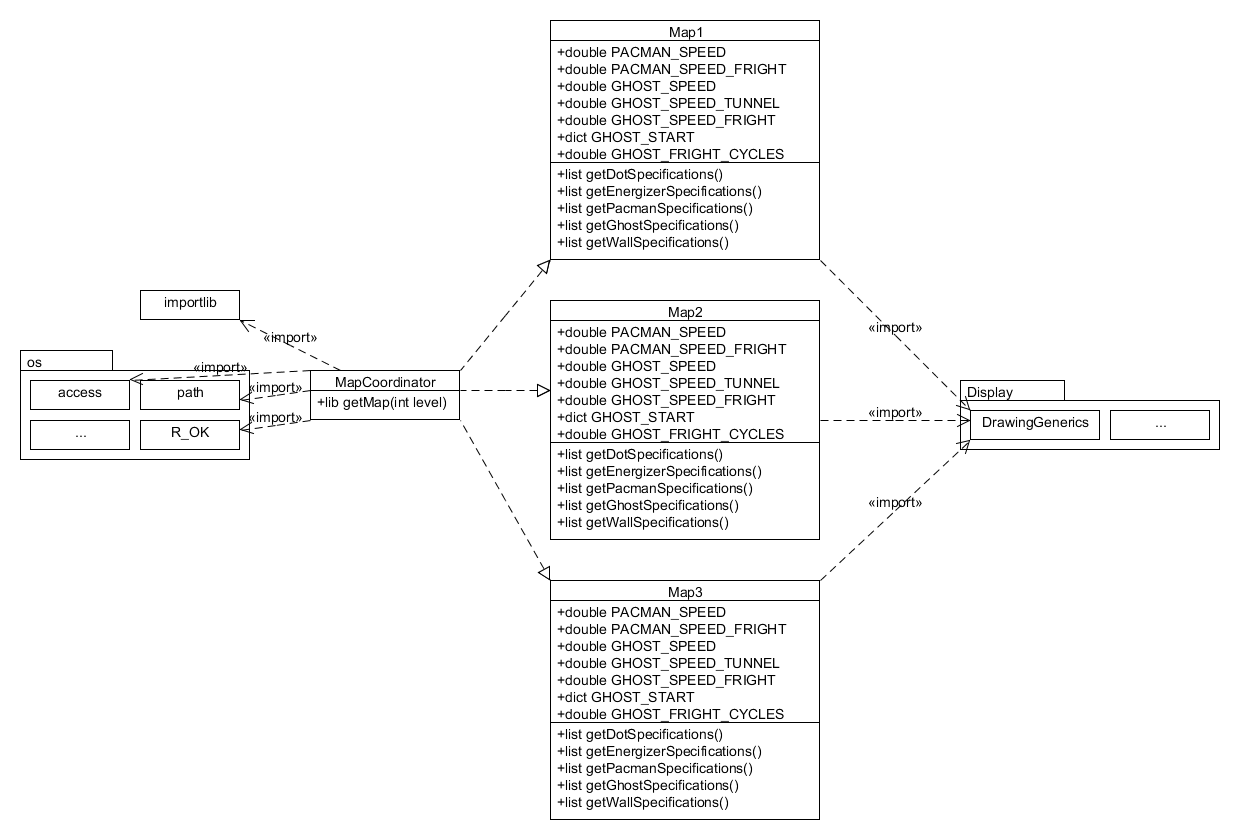 Map1
+double PACMAN_SPEED
+double PACMAN_SPEED_FRIGHT
+double GHOST_SPEED
+double GHOST_SPEED_TUNNEL
+double GHOST_SPEED_FRIGHT
+dict GHOST_START
+double GHOST_FRIGHT_CYCLES
+list getDotSpecifications()
+list getEnergizerSpecifications()
+list getPacmanSpecifications()
+list getGhostSpecifications()
+list getWallSpecifications()
importlib
«import»
os
access
path
...
R_OK
«import»
«import»
«import»
MapCoordinator
+lib getMap(int level)
Map2
+double PACMAN_SPEED
+double PACMAN_SPEED_FRIGHT
+double GHOST_SPEED
+double GHOST_SPEED_TUNNEL
+double GHOST_SPEED_FRIGHT
+dict GHOST_START
+double GHOST_FRIGHT_CYCLES
+list getDotSpecifications()
+list getEnergizerSpecifications()
+list getPacmanSpecifications()
+list getGhostSpecifications()
+list getWallSpecifications()
«import»
«import»
«import»
Display
DrawingGenerics
...
Map3
+double PACMAN_SPEED
+double PACMAN_SPEED_FRIGHT
+double GHOST_SPEED
+double GHOST_SPEED_TUNNEL
+double GHOST_SPEED_FRIGHT
+dict GHOST_START
+double GHOST_FRIGHT_CYCLES
+list getDotSpecifications()
+list getEnergizerSpecifications()
+list getPacmanSpecifications()
+list getGhostSpecifications()
+list getWallSpecifications()